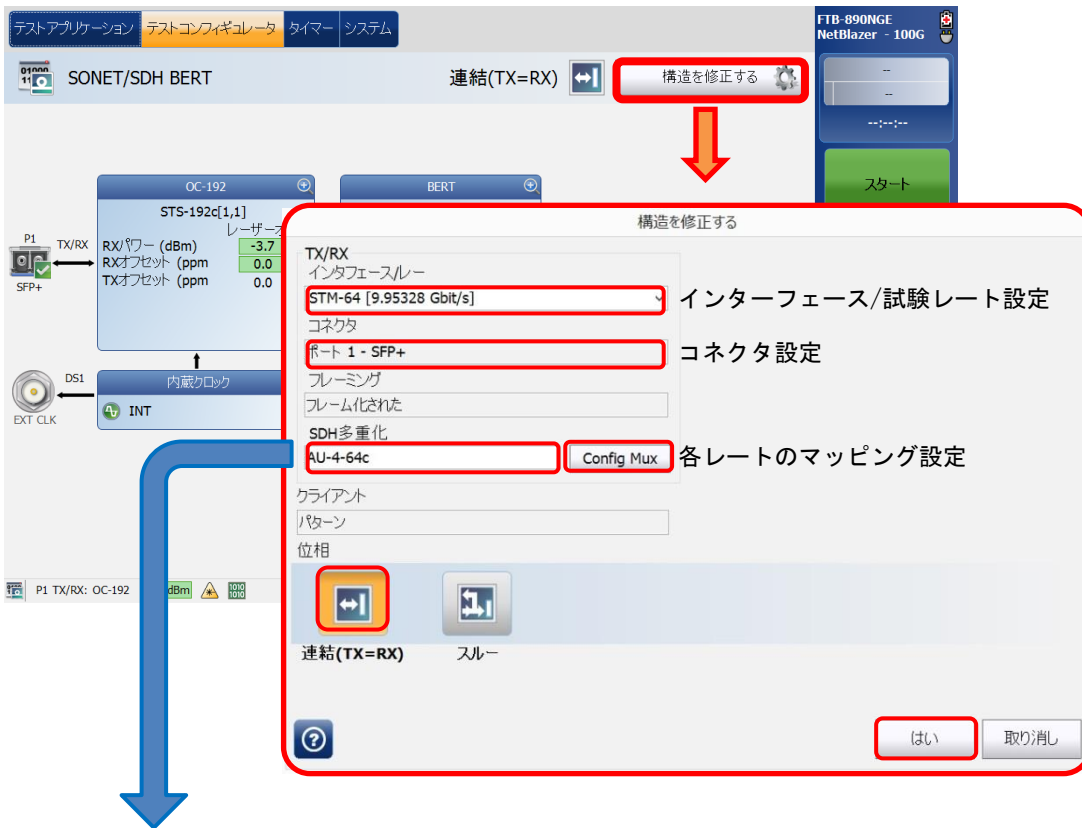 テストアプリケーション テストコンフィギュレータ タイマー システム
FTB-890NGE
NetBlazer - 100G
SONET/SDH BERT 連結(TX=RX) 構造を修正する
--
--
--:--:--
スタート
OC-192 BERT
STS-192c[1,1]
レーザーオ
P1 TX/RX
SFP+
RXパワー (dBm) -3.7
RXオフセット (ppm 0.0
TXオフセット (ppm 0.0
DS1
EXT CLK
内蔵クロック
INT
P1 TX/RX: OC-192 dBm
構造を修正する
TX/RX
インタフェース/レー
STM-64 [9.95328 Gbit/s] インターフェース/試験レート設定
コネクタ
ポート 1 - SFP+ コネクタ設定
フレーミング
フレーム化された
SDH多重化
AU-4-64c Config Mux 各レートのマッピング設定
クライアント
パターン
位相
連結(TX=RX) スルー
はい 取り消し